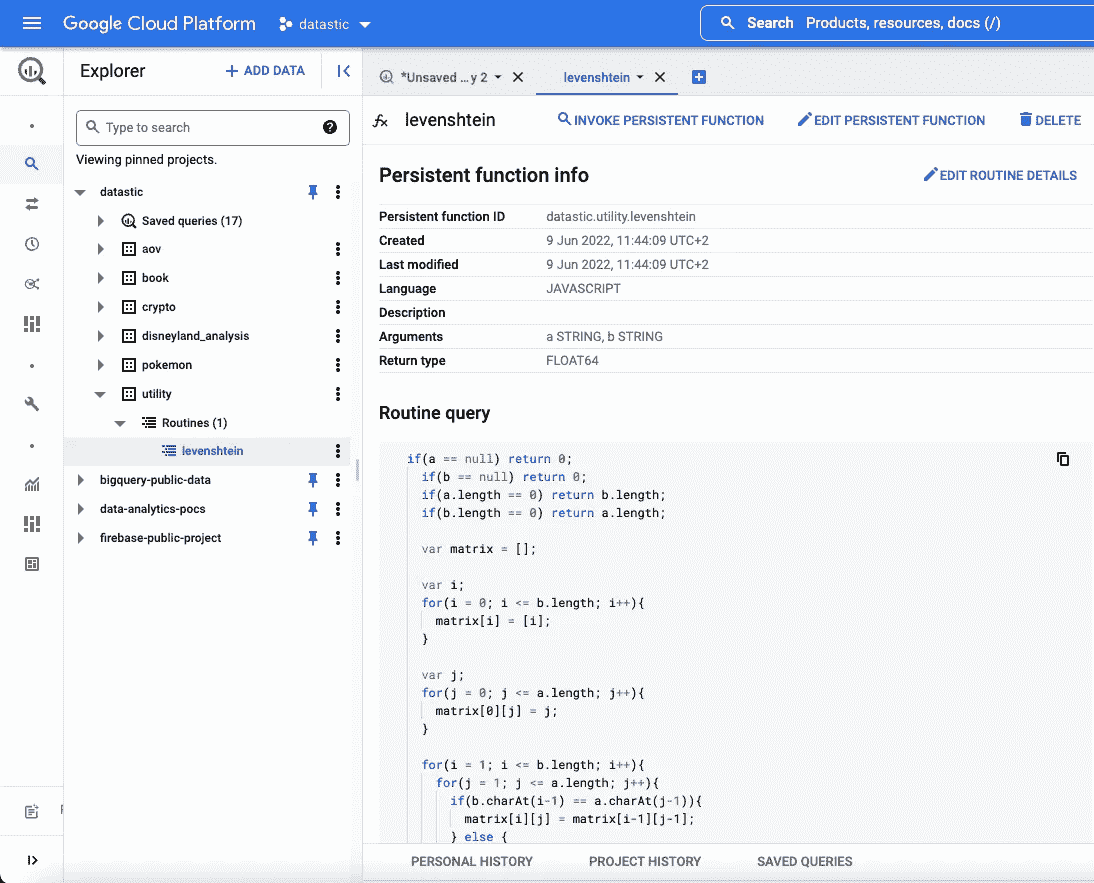 Google Cloud Platform
datastic
Search Products, resources, docs (/)
Explorer
+ ADD DATA
*Unsaved ...y 2
levenshtein
Type to search
Viewing pinned projects.
datastic
Saved queries (17)
aov
book
crypto
disneyland_analysis
pokemon
utility
Routines (1)
levenshtein
bigquery-public-data
data-analytics-pocs
firebase-public-project
fx levenshtein
INVOKE PERSISTENT FUNCTION
EDIT PERSISTENT FUNCTION
DELETE
Persistent function info
EDIT ROUTINE DETAILS
Persistent function ID datastic.utility.levenshtein
Created 9 Jun 2022, 11:44:09 UTC+2
Last modified 9 Jun 2022, 11:44:09 UTC+2
Language JAVASCRIPT
Description
Arguments a STRING, b STRING
Return type FLOAT64
Routine query
if(a == null) return 0;
if(b == null) return 0;
if(a.length == 0) return b.length;
if(b.length == 0) return a.length;
var matrix = [];
var i;
for(i = 0; i <= b.length; i++){
matrix[i] = [i];
}
var j;
for(j = 0; j <= a.length; j++){
matrix[0][j] = j;
}
for(i = 1; i <= b.length; i++){
for(j = 1; j <= a.length; j++){
if(b.charAt(i-1) == a.charAt(j-1)){
matrix[i][j] = matrix[i-1][j-1];
} else {
PERSONAL HISTORY
PROJECT HISTORY
SAVED QUERIES